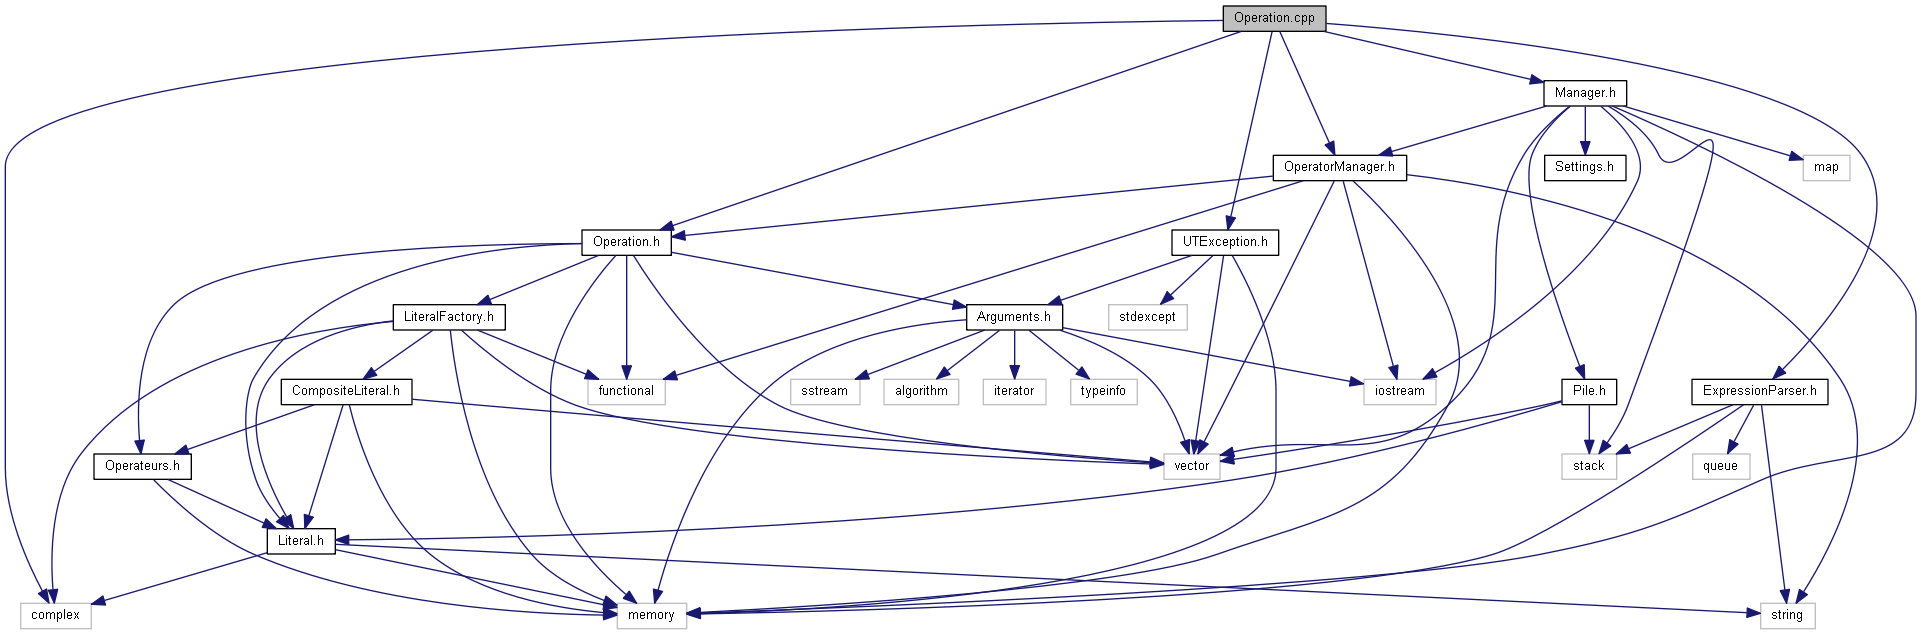 Operation.cpp
Manager.h
OperatorManager.h
Settings.h
map
Operation.h
UTException.h
LiteralFactory.h
Arguments.h
stdexcept
CompositeLiteral.h
functional
sstream
algorithm
iterator
typeinfo
iostream
Pile.h
ExpressionParser.h
Operateurs.h
vector
stack
queue
Literal.h
complex
memory
string